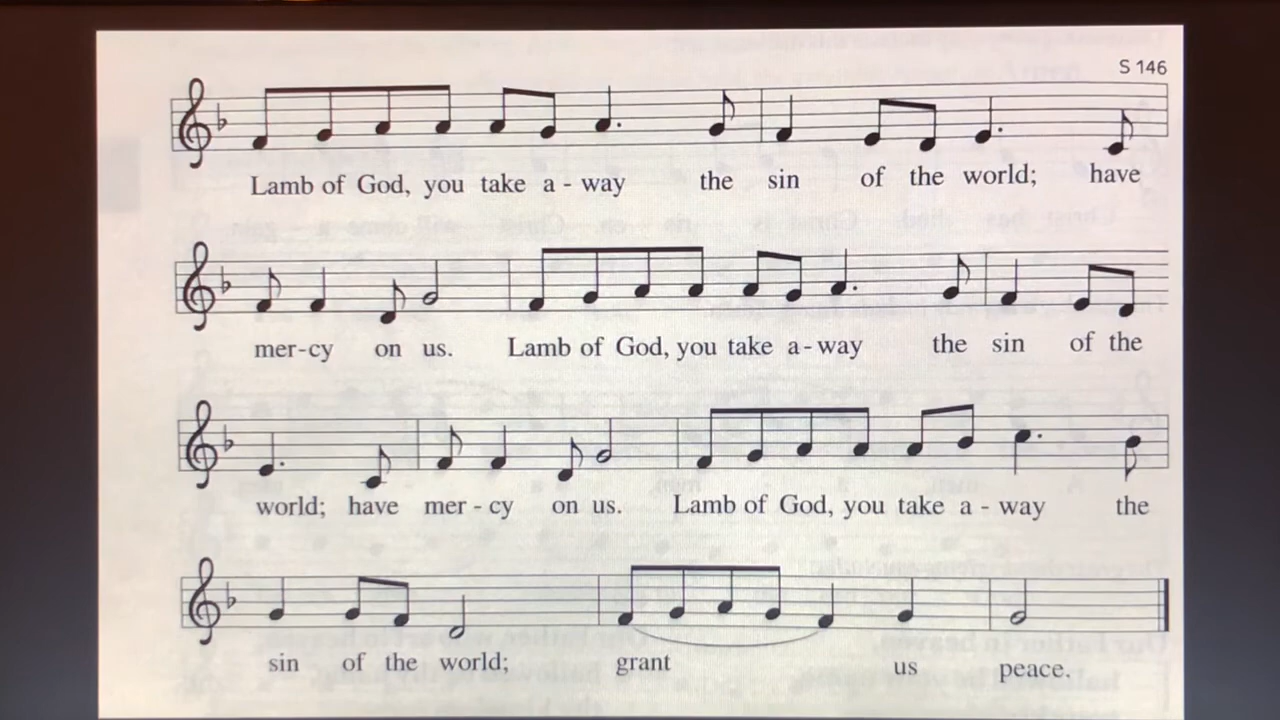 S 146
Lamb of God, you take a - way the sin of the world; have
mer - cy on us. Lamb of God, you take a - way the sin of the
world; have mer - cy on us. Lamb of God, you take a - way the
sin of the world; grant us peace.